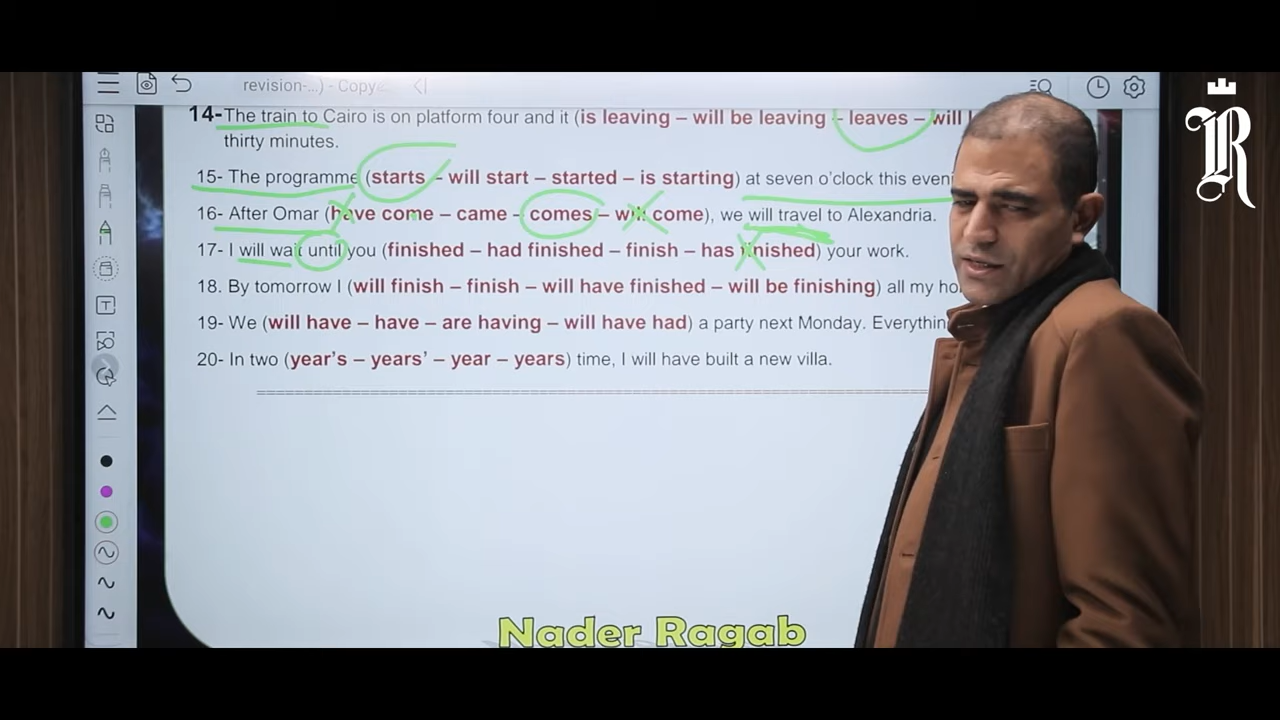 revision-...) - Copy
14- The train to Cairo is on platform four and it (is leaving – will be leaving – leaves – will
thirty minutes.
15- The programme (starts – will start – started – is starting) at seven o'clock this
16- After Omar (have come – came – comes – will come), we will travel to Alexandria.
17- I will wait until you (finished – had finished – finish – has finished) your work.
18. By tomorrow I (will finish – finish – will have finished – will be finishing) all my
19- We (will have – have – are having – will have had) a party next Monday.
20- In two (year's – years' – year – years) time, I will have built a new villa.
Nader Ragab
R